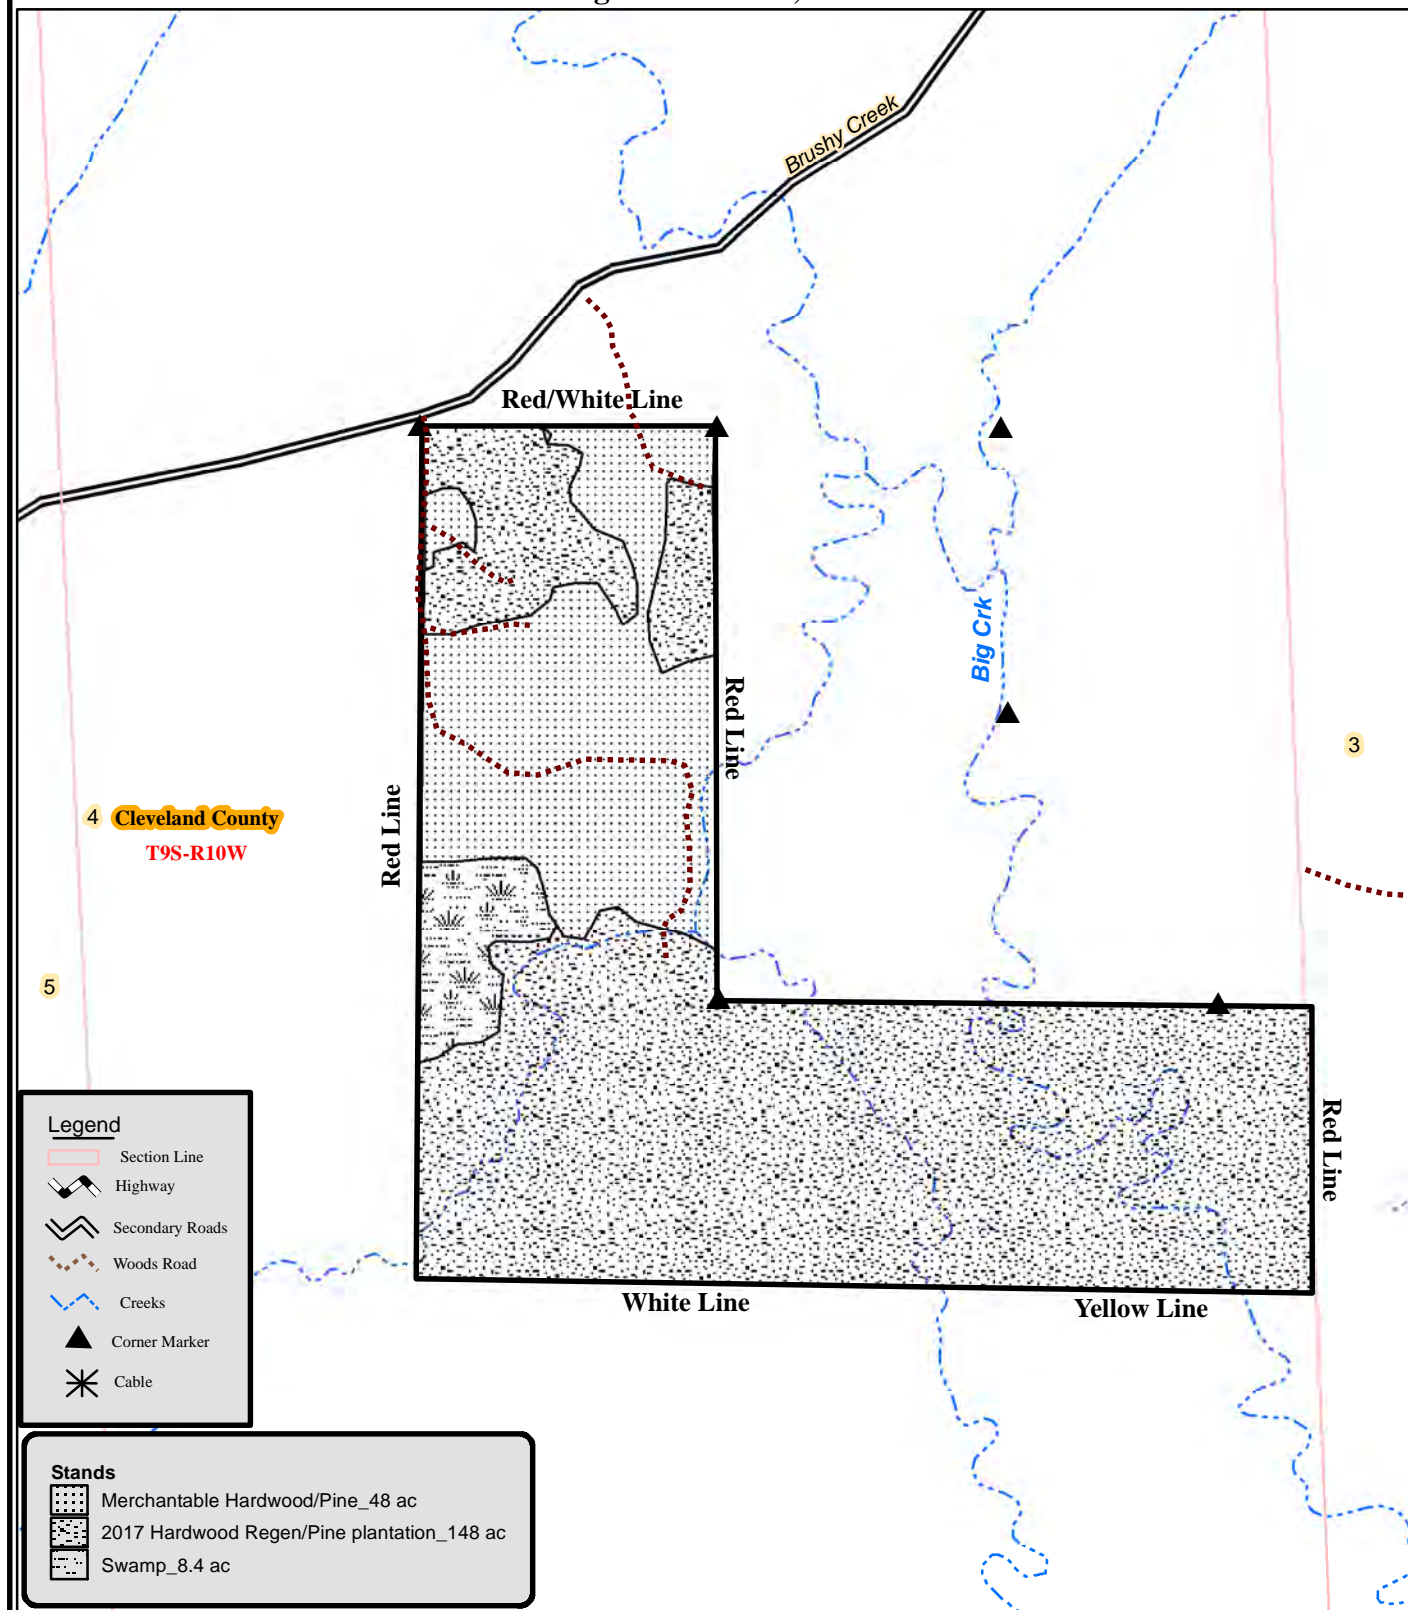 Brushy Creek
Red/White Line
Big Crk
Red Line
3
Red Line
4 Cleveland County
T9S-R10W
5
Red Line
White Line
Yellow Line
Legend
Section Line
Highway
Secondary Roads
Woods Road
Creeks
Corner Marker
Cable
Stands
Merchantable Hardwood/Pine_48 ac
2017 Hardwood Regen/Pine plantation_148 ac
Swamp_8.4 ac